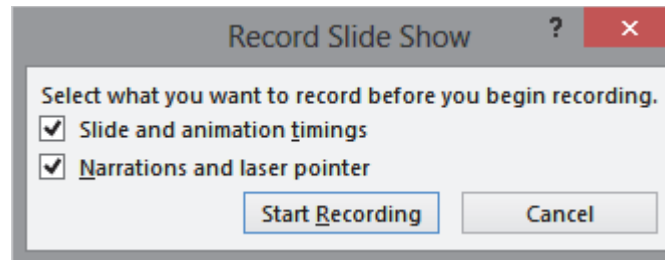 Record Slide Show ?
Select what you want to record before you begin recording.
Slide and animation timings
Narrations and laser pointer
Start Recording Cancel